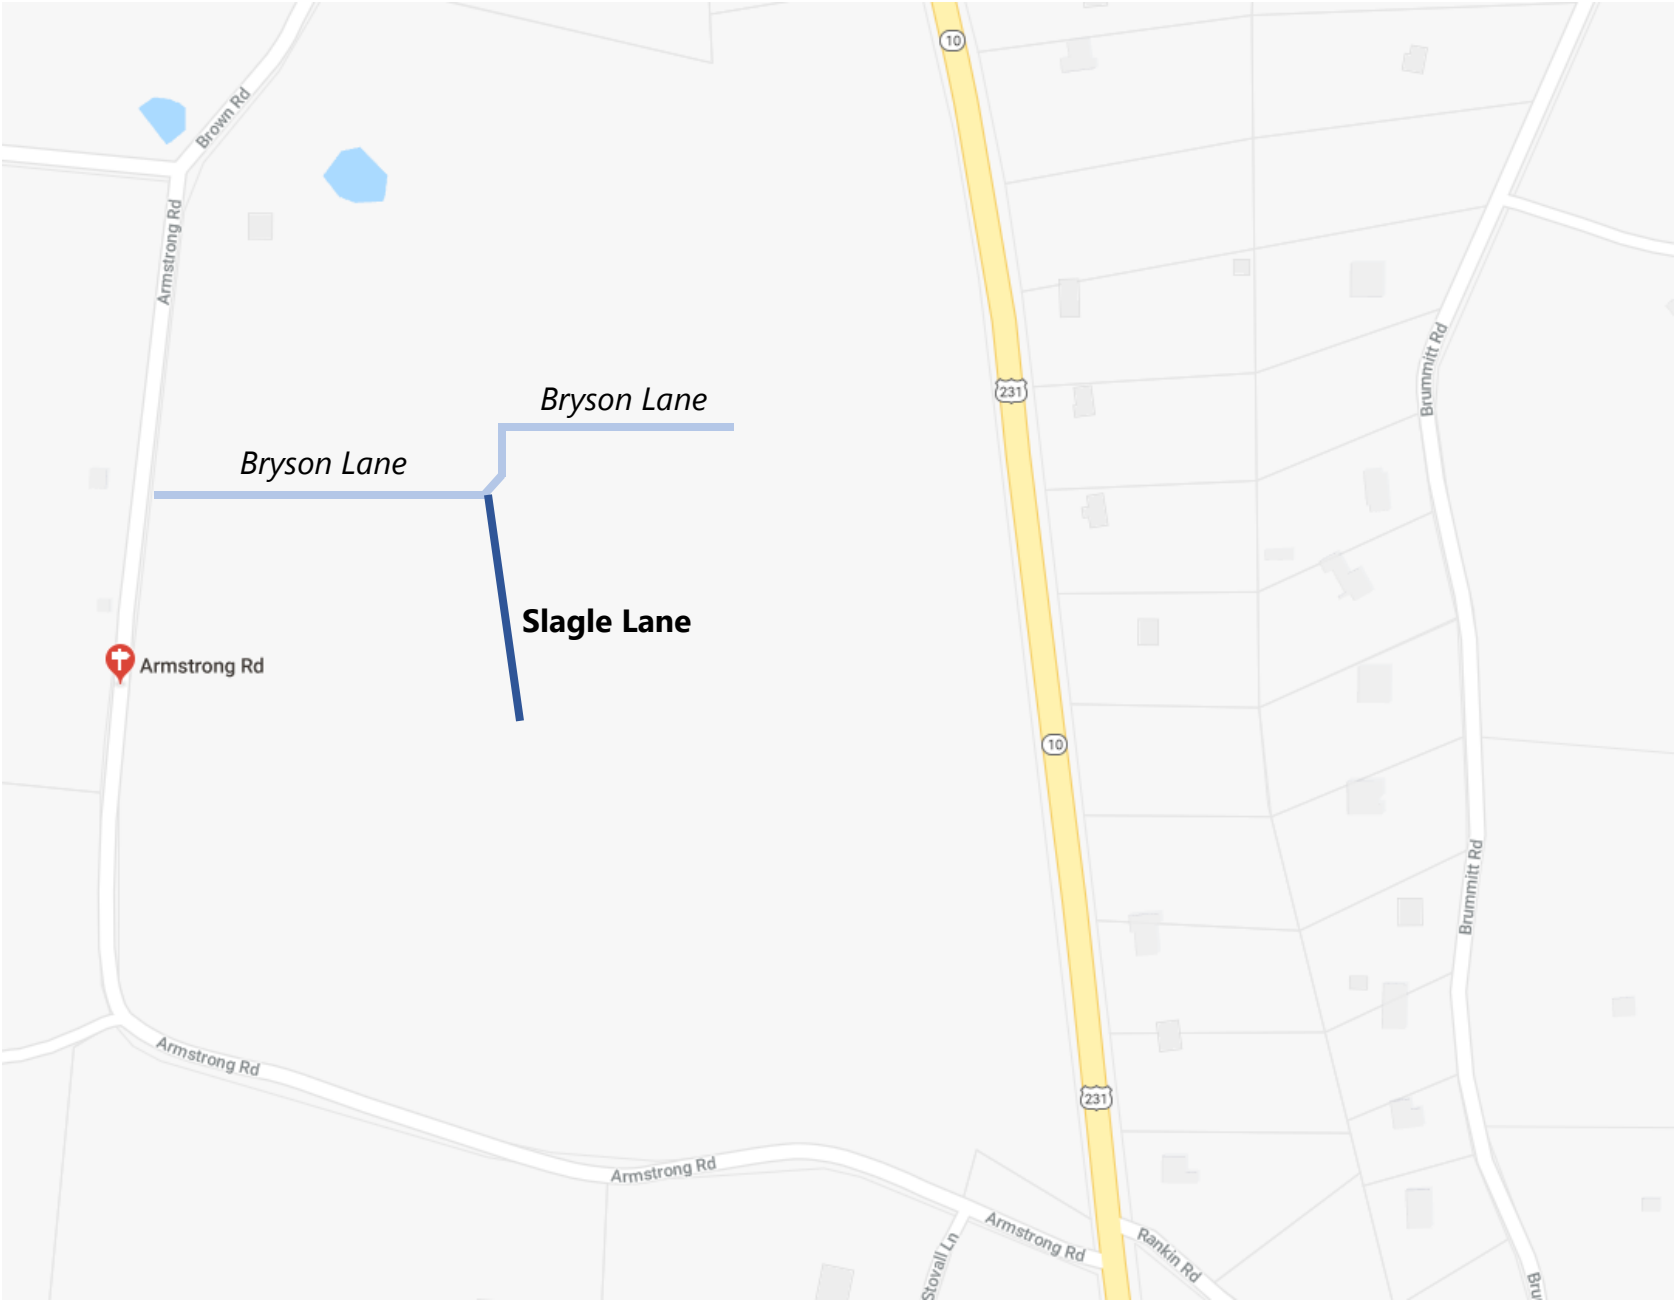 10
Brown Rd
Armstrong Rd
Brummitt Rd
231
Bryson Lane
Bryson Lane
Slagle Lane
Armstrong Rd
10
Brummitt Rd
Armstrong Rd
231
Armstrong Rd
Armstrong Rd
Rankin Rd
Stovall Ln
Bru